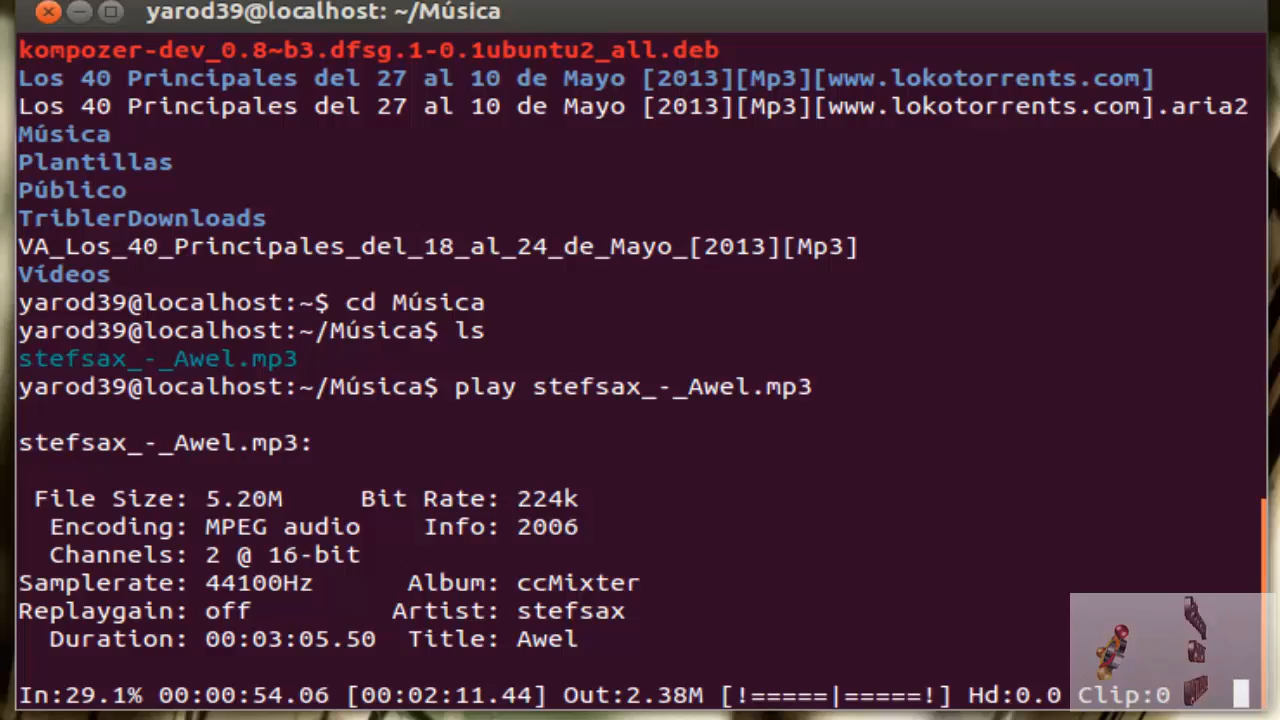 yarod39@localhost: ~/Música
kompozer-dev_0.8~b3.dfsg.1-0.1ubuntu2_all.deb
Los 40 Principales del 27 al 10 de Mayo [2013][Mp3][www.lokotorrents.com]
Los 40 Principales del 27 al 10 de Mayo [2013][Mp3][www.lokotorrents.com].aria2
Música
Plantillas
Público
TriblerDownloads
VA_Los_40_Principales_del_18_al_24_de_Mayo_[2013][Mp3]
Vídeos
yarod39@localhost:~$ cd Música
yarod39@localhost:~/Música$ ls
stefsax_-_Awel.mp3
yarod39@localhost:~/Música$ play stefsax_-_Awel.mp3
stefsax_-_Awel.mp3:
File Size: 5.20M Bit Rate: 224k
Encoding: MPEG audio Info: 2006
Channels: 2 @ 16-bit
Samplerate: 44100Hz Album: ccMixter
Replaygain: off Artist: stefsax
Duration: 00:03:05.50 Title: Awel
In:29.1% 00:00:54.06 [00:02:11.44] Out:2.38M [!=====|=====!] Hd:0.0 Clip:0